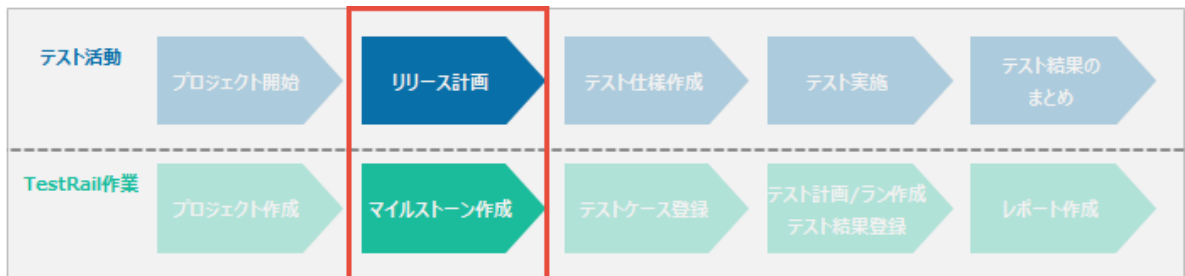 テスト活動
プロジェクト開始
リリース計画
テスト仕様作成
テスト実施
テスト結果の
まとめ
TestRail作業
プロジェクト作成
マイルストーン作成
テストケース登録
テスト計画/ラン作成
テスト結果登録
レポート作成